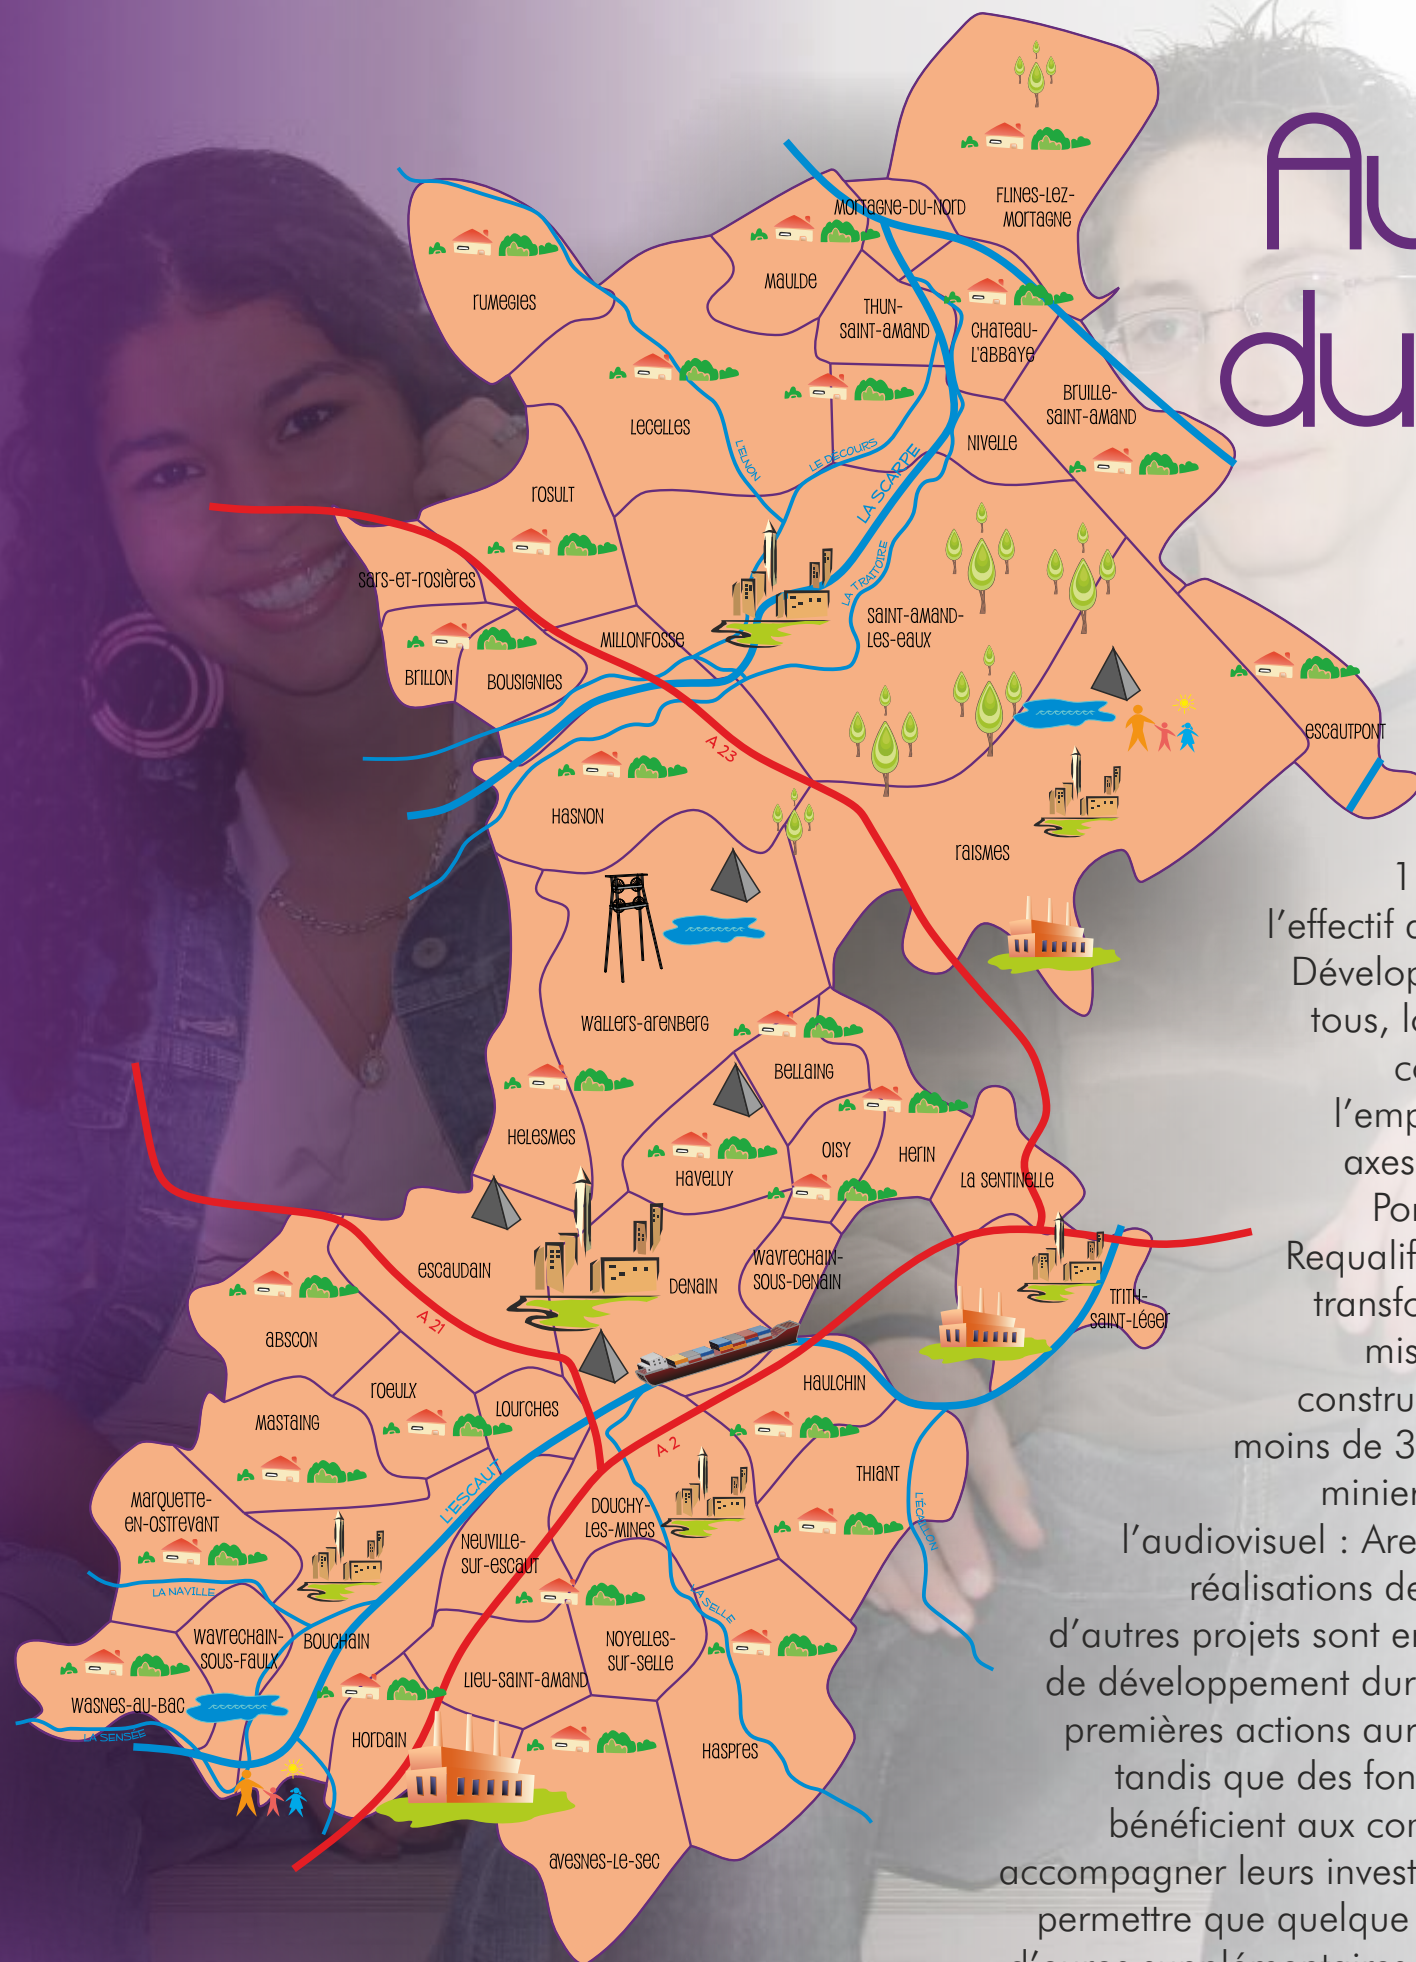 Au
du
MORTAGNE-DU-NORD
FLINES-LEZ-
MORTAGNE
MAULDE
RUMEGIES
THUN-
SAINT-AMAND
CHATEAU-
L'ABBAYE
BRUILLE-
SAINT-AMAND
LECELLES
NIVELLE
L'ELNON
LE DECOURS
LA SCARPE
ROSULT
LA TRAITOIRE
SARS-ET-ROSIÈRES
SAINT-AMAND-
LES-EAUX
MILLONFOSSE
BRILLON
BOUSIGNIES
ESCAUTPONT
A 23
HASNON
RAISMES
WALLERS-ARENBERG
BELLAING
HELESMES
OISY
HERIN
HAVELUY
LA SENTINELLE
ESCAUDAIN
DENAIN
WAVRECHAIN-
SOUS-DENAIN
TRITH-
SAINT-LÉGER
A 21
ABSCON
ROEULX
LOURCHES
HAULCHIN
MASTAING
A 2
THIANT
L'ESCAUT
MARQUETTE-
EN-OSTREVANT
DOUCHY-
LES-MINES
L'ÉCAILLON
NEUVILLE-
SUR-ESCAUT
LA NAVILLE
LA SELLE
WAVRECHAIN-
SOUS-FAULX
BOUCHAIN
NOYELLES-
SUR-SELLE
LIEU-SAINT-AMAND
WASNES-AU-BAC
LA SENSÉE
HORDAIN
HASPRES
AVESNES-LE-SEC
1
l'effectif
Dévelop
tous, l
c
l'emp
axes
Por
Requalif
transfo
mis
constru
moins de 3
minier
l'audiovisuel : Are
réalisations de
d'autres projets sont en
de développement dur
premières actions aur
tandis que des fon
bénéficient aux con
accompagner leurs invest
permettre que quelque
d'euros supplémentaires